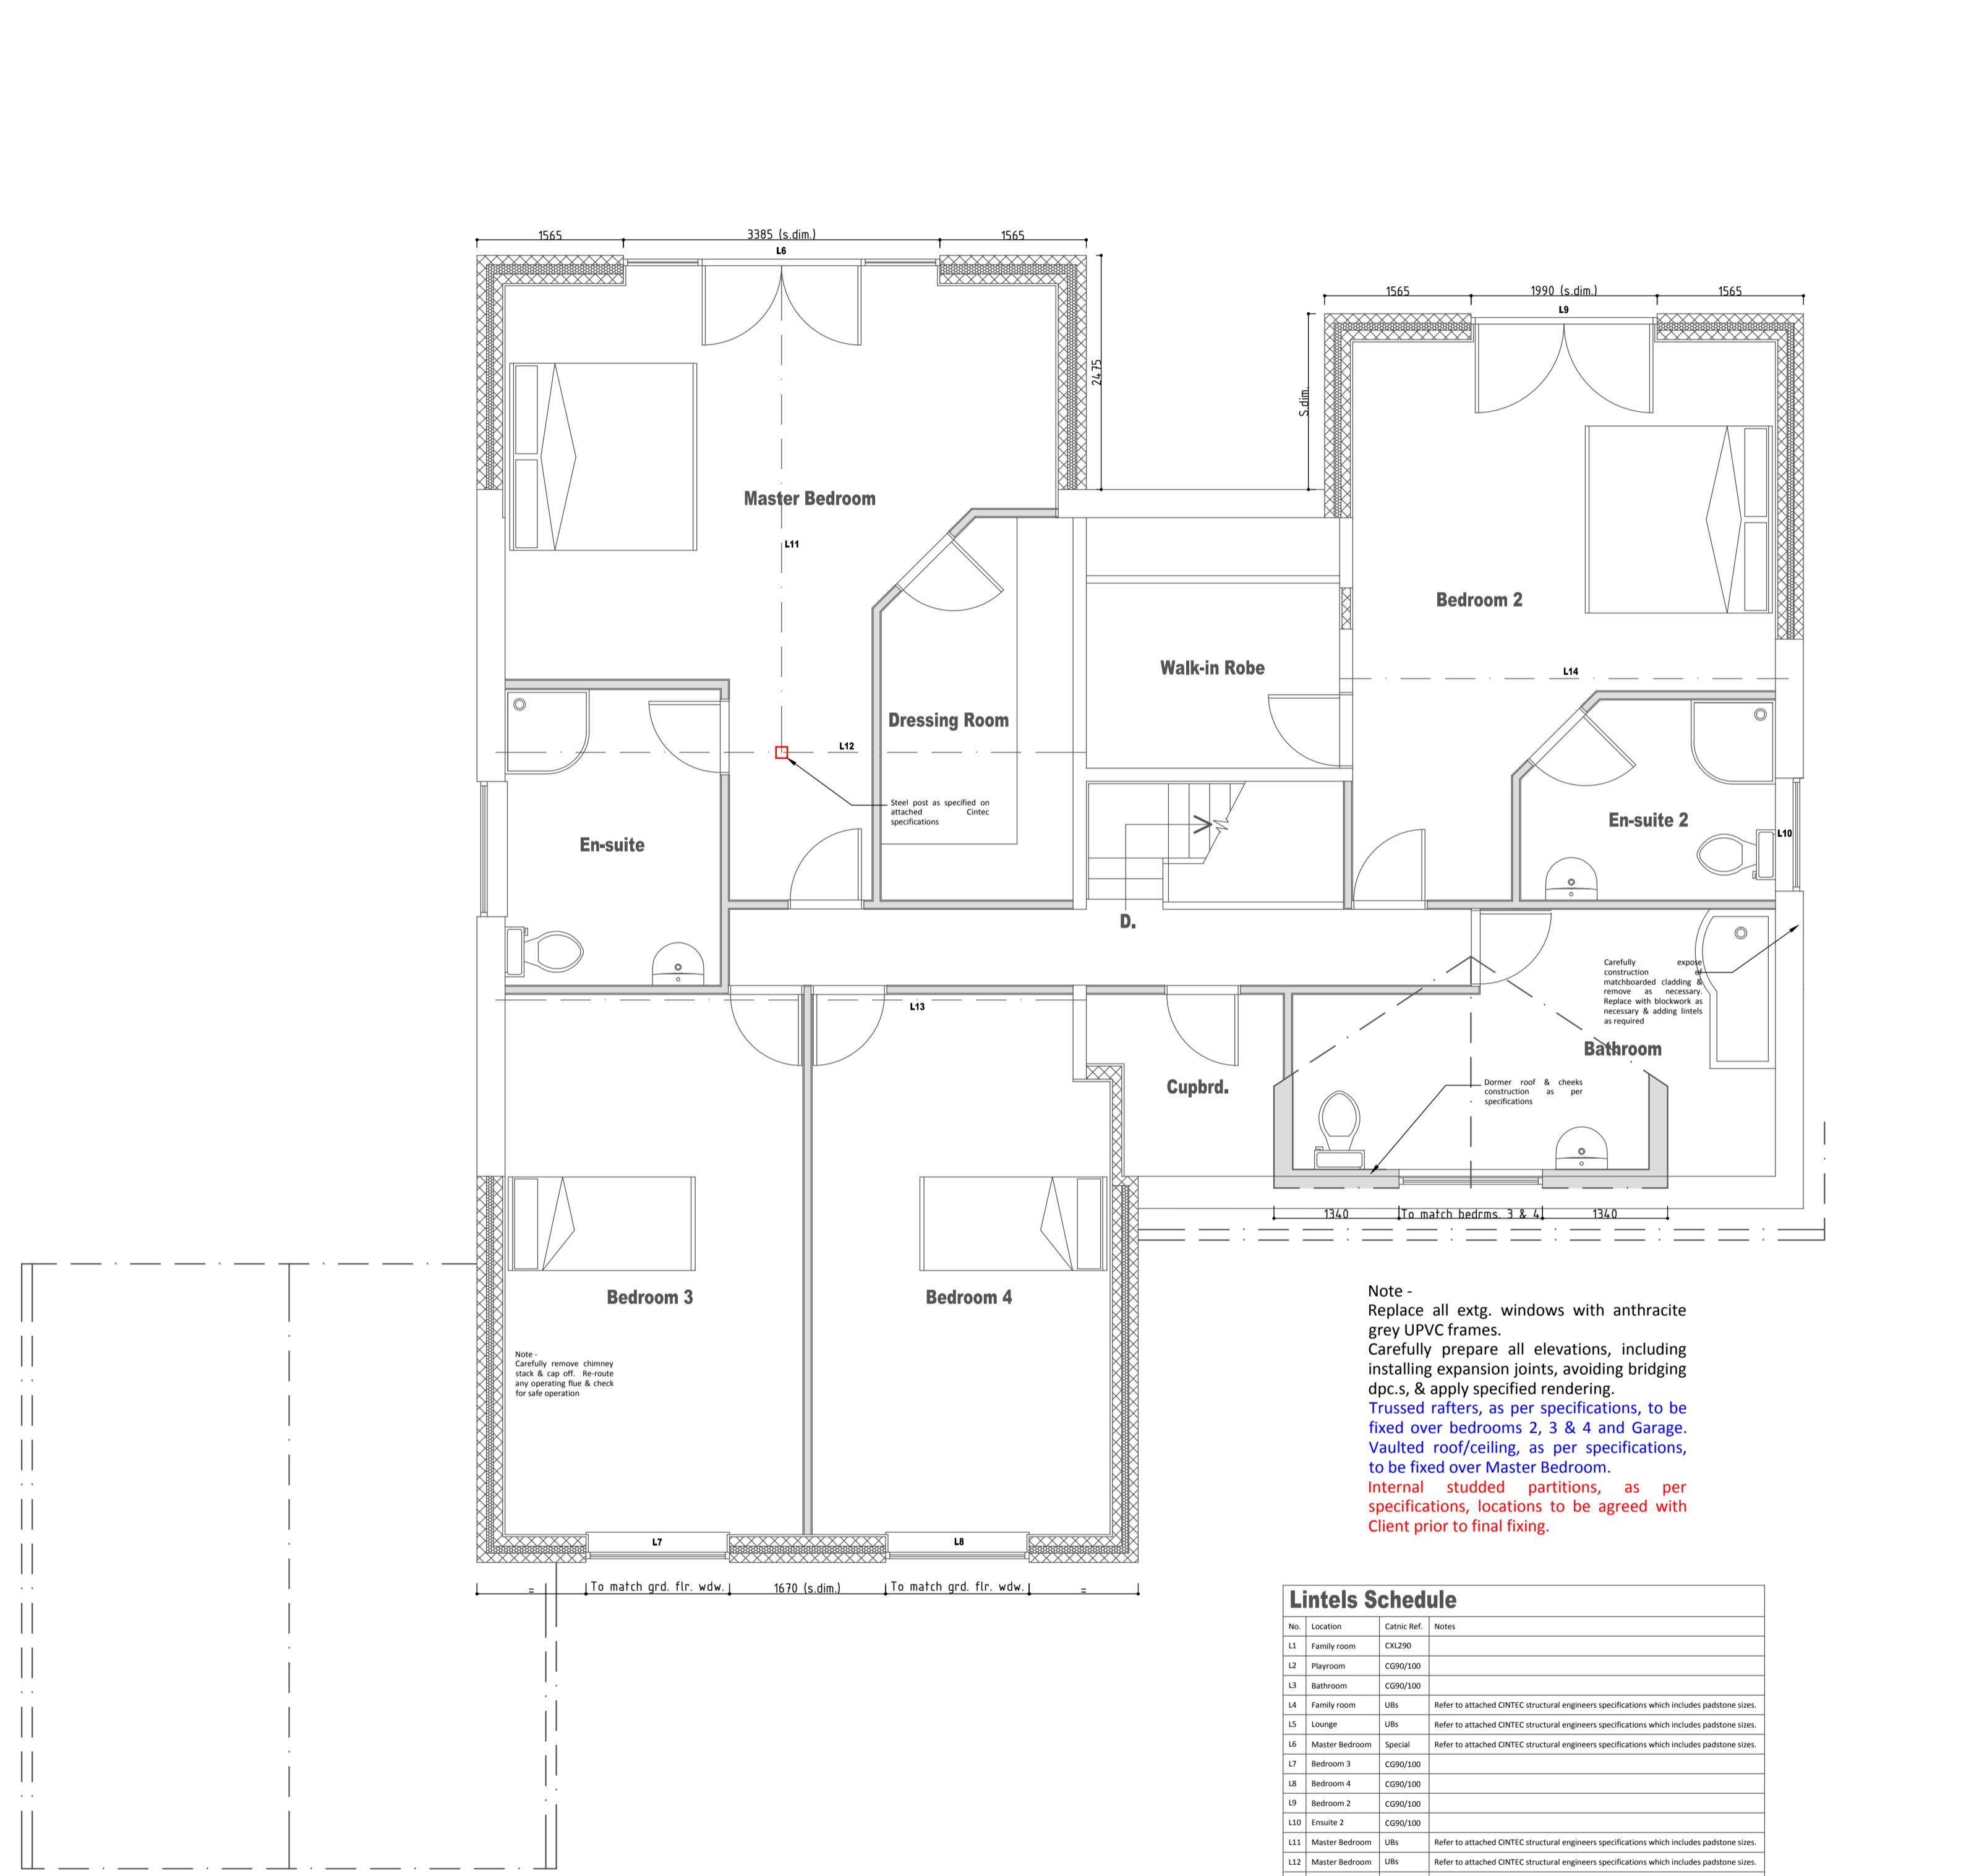 1565
3385 (s.dim.)
1565
L6
1565
1990 (s.dim.)
1565
L9
2475
S.dim.
Master Bedroom
L11
Bedroom 2
Walk-in Robe
L14
Dressing Room
L12
Steel post as specified on
attached Cintec
specifications
En-suite
En-suite 2
L10
D.
Carefully expose
construction of
matchboarded cladding &
remove as necessary.
Replace with blockwork as
necessary & adding lintels
as required
L13
Bathroom
Cupbrd.
Dormer roof & cheeks
construction as per
specifications
1340
To match bedrms. 3 & 4
1340
Bedroom 3
Bedroom 4
Note -
Carefully remove chimney
stack & cap off. Re-route
any operating flue & check
for safe operation
L7
L8
=
To match grd. flr. wdw.
1670 (s.dim.)
To match grd. flr. wdw.
=
Note -
Replace all extg. windows with anthracite
grey UPVC frames.
Carefully prepare all elevations, including
installing expansion joints, avoiding bridging
dpc.s, & apply specified rendering.
Trussed rafters, as per specifications, to be
fixed over bedrooms 2, 3 & 4 and Garage.
Vaulted roof/ceiling, as per specifications,
to be fixed over Master Bedroom.
Internal studded partitions, as per
specifications, locations to be agreed with
Client prior to final fixing.
Lintels Schedule
No. Location Catnic Ref. Notes
L1 Family room CXL290
L2 Playroom CG90/100
L3 Bathroom CG90/100
L4 Family room UBs Refer to attached CINTEC structural engineers specifications which includes padstone sizes.
L5 Lounge UBs Refer to attached CINTEC structural engineers specifications which includes padstone sizes.
L6 Master Bedroom Special Refer to attached CINTEC structural engineers specifications which includes padstone sizes.
L7 Bedroom 3 CG90/100
L8 Bedroom 4 CG90/100
L9 Bedroom 2 CG90/100
L10 Ensuite 2 CG90/100
L11 Master Bedroom UBs Refer to attached CINTEC structural engineers specifications which includes padstone sizes.
L12 Master Bedroom UBs Refer to attached CINTEC structural engineers specifications which includes padstone sizes.